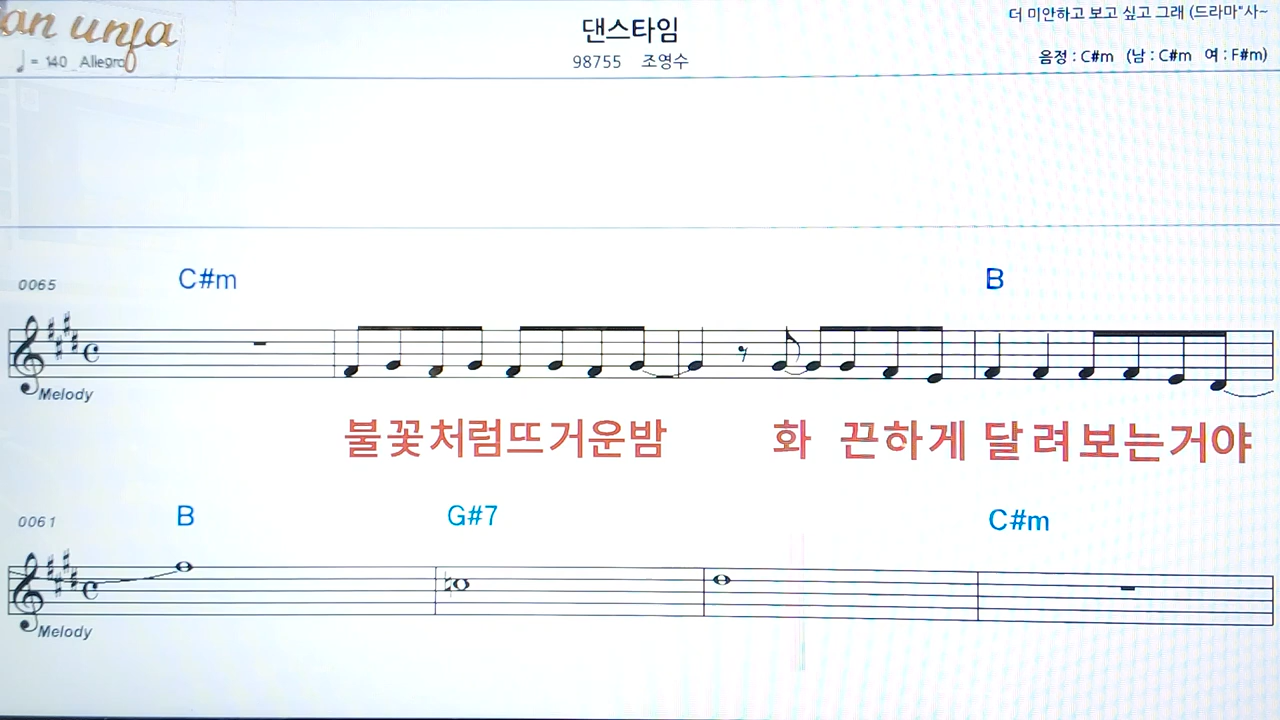 an unfa
♩ = 140 Allegro
댄스타임
98755 조영수
더 미안하고 보고 싶고 그래 (드라마"사~
음정 : C#m (남 : C#m 여 : F#m)
0065 C#m B
Melody
불꽃처럼뜨거운밤 화 끈하게 달려보는거야
0061 B G#7 C#m
Melody